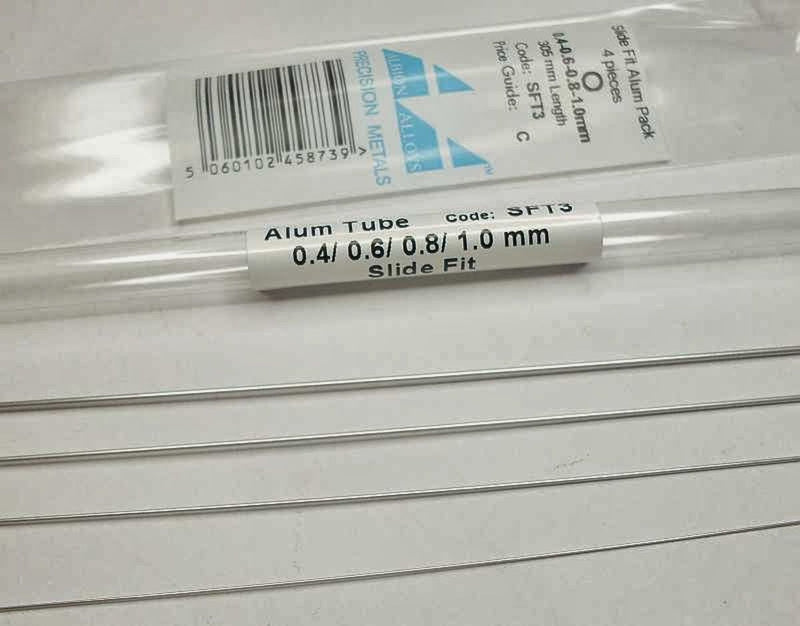 Slide Fit Alum Pack
4 pieces
0.4-0.6-0.8-1.0mm
305 mm Length
Code: SFT3
Price Guide: C
ALBION ALLOYS
TM
PRECISION METALS
5 060102 458739 >
Alum Tube Code: SFT3
0.4/ 0.6/ 0.8/ 1.0 mm
Slide Fit